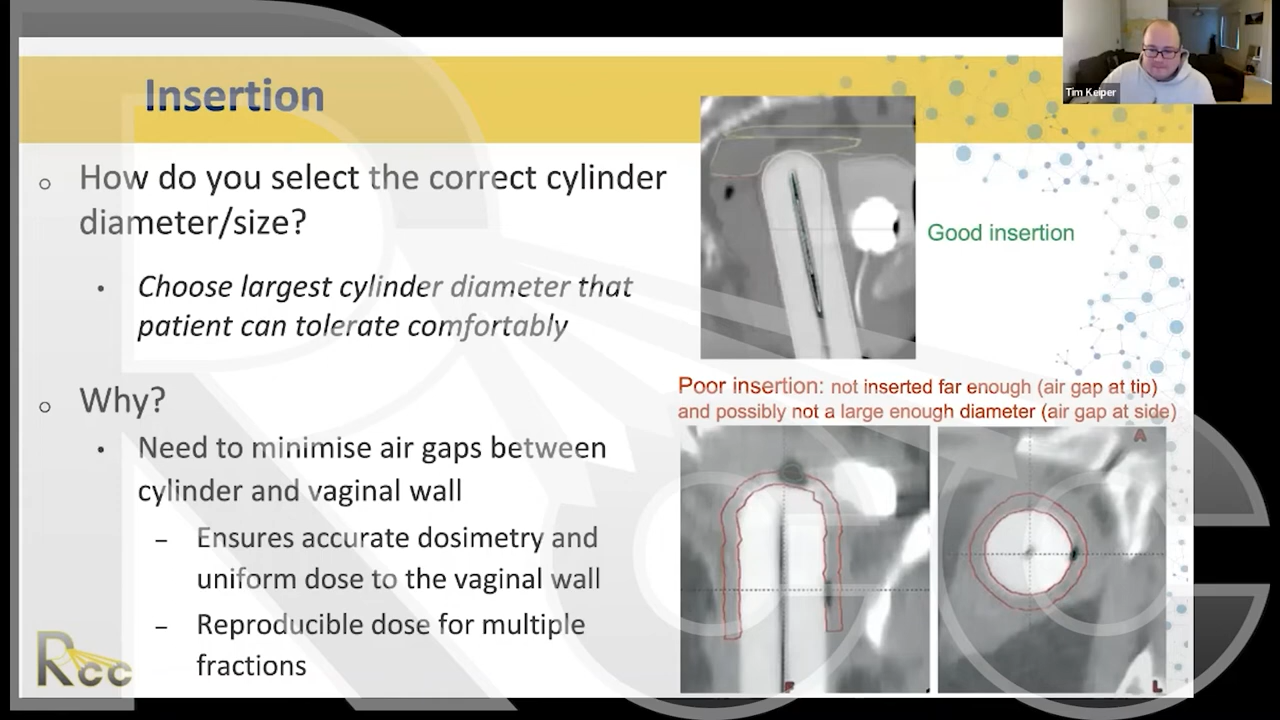 Insertion
Tim Keiper
How do you select the correct cylinder
diameter/size?
Choose largest cylinder diameter that
patient can tolerate comfortably
Why?
Need to minimise air gaps between
cylinder and vaginal wall
– Ensures accurate dosimetry and
uniform dose to the vaginal wall
– Reproducible dose for multiple
fractions
Good insertion
Poor insertion: not inserted far enough (air gap at tip)
and possibly not a large enough diameter (air gap at side)
A
F
L
Rcc